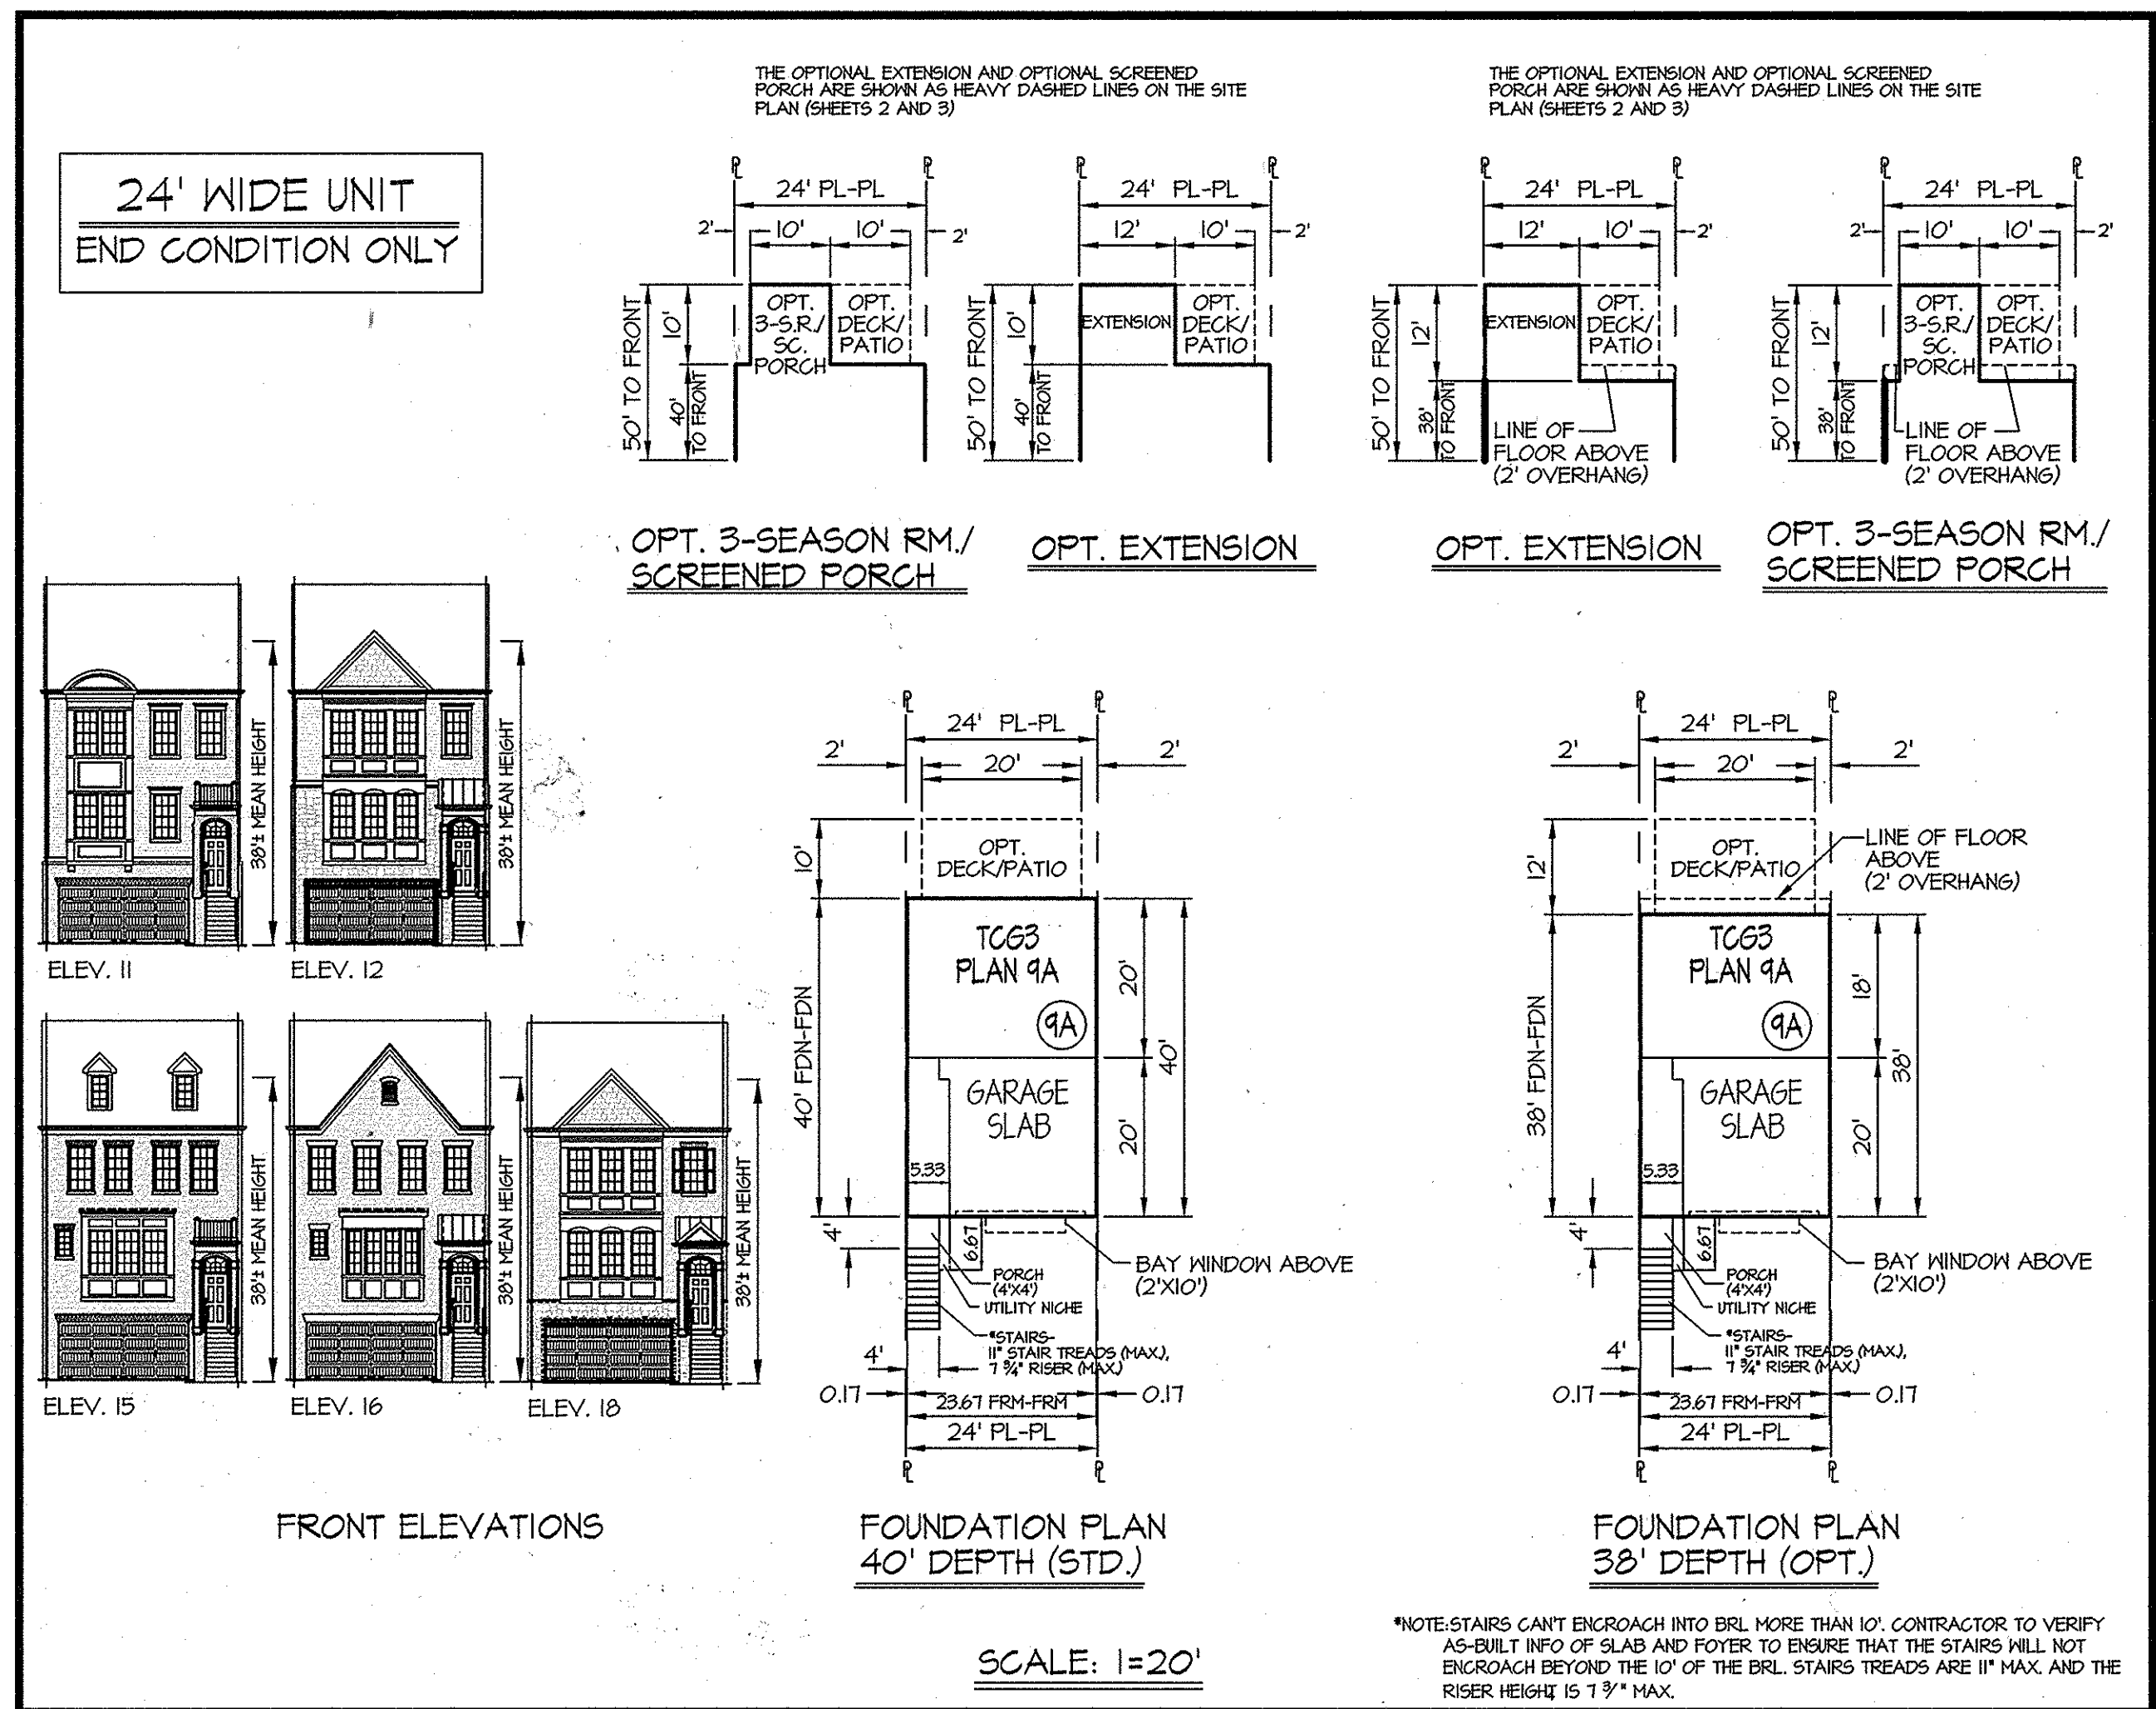 THE OPTIONAL EXTENSION AND OPTIONAL SCREENED
PORCH ARE SHOWN AS HEAVY DASHED LINES ON THE SITE
PLAN (SHEETS 2 AND 3)
THE OPTIONAL EXTENSION AND OPTIONAL SCREENED
PORCH ARE SHOWN AS HEAVY DASHED LINES ON THE SITE
PLAN (SHEETS 2 AND 3)
24' WIDE UNIT
END CONDITION ONLY
24' PL-PL
2'
10'
10'
2'
50' TO FRONT
10'
40'
TO FRONT
OPT.
3-S.R./
SC.
PORCH
OPT.
DECK/
PATIO
OPT. 3-SEASON RM./
SCREENED PORCH
24' PL-PL
12'
10'
2'
50' TO FRONT
10'
40'
TO FRONT
EXTENSION
OPT.
DECK/
PATIO
OPT. EXTENSION
24' PL-PL
12'
10'
2'
50' TO FRONT
12'
38'
TO FRONT
EXTENSION
OPT.
DECK/
PATIO
LINE OF
FLOOR ABOVE
(2' OVERHANG)
OPT. EXTENSION
24' PL-PL
2'
10'
10'
2'
50' TO FRONT
12'
38'
TO FRONT
OPT.
3-S.R./
SC.
PORCH
OPT.
DECK/
PATIO
LINE OF
FLOOR ABOVE
(2' OVERHANG)
OPT. 3-SEASON RM./
SCREENED PORCH
38'± MEAN HEIGHT
38'± MEAN HEIGHT
ELEV. 11
ELEV. 12
38'± MEAN HEIGHT
38'± MEAN HEIGHT
38'± MEAN HEIGHT
ELEV. 15
ELEV. 16
ELEV. 18
FRONT ELEVATIONS
24' PL-PL
2'
20'
2'
10'
OPT.
DECK/PATIO
40' FDN-FDN
TCG3
PLAN 9A
9A
20'
40'
GARAGE
SLAB
20'
5.33
4'
6.67
BAY WINDOW ABOVE
(2'X10')
PORCH
(4'X4')
UTILITY NICHE
*STAIRS-
11" STAIR TREADS (MAX.),
7 3/4" RISER (MAX.)
4'
0.17
23.67 FRM-FRM
0.17
24' PL-PL
FOUNDATION PLAN
40' DEPTH (STD.)
24' PL-PL
2'
20'
2'
12'
OPT.
DECK/PATIO
LINE OF FLOOR
ABOVE
(2' OVERHANG)
38' FDN-FDN
TCG3
PLAN 9A
9A
18'
38'
GARAGE
SLAB
20'
5.33
4'
6.67
BAY WINDOW ABOVE
(2'X10')
PORCH
(4'X4')
UTILITY NICHE
*STAIRS-
11" STAIR TREADS (MAX.),
7 3/4" RISER (MAX.)
4'
0.17
23.67 FRM-FRM
0.17
24' PL-PL
FOUNDATION PLAN
38' DEPTH (OPT.)
SCALE: 1=20'
*NOTE:STAIRS CAN'T ENCROACH INTO BRL MORE THAN 10'. CONTRACTOR TO VERIFY
AS-BUILT INFO OF SLAB AND FOYER TO ENSURE THAT THE STAIRS WILL NOT
ENCROACH BEYOND THE 10' OF THE BRL. STAIRS TREADS ARE 11" MAX. AND THE
RISER HEIGHT IS 7 3/" MAX.